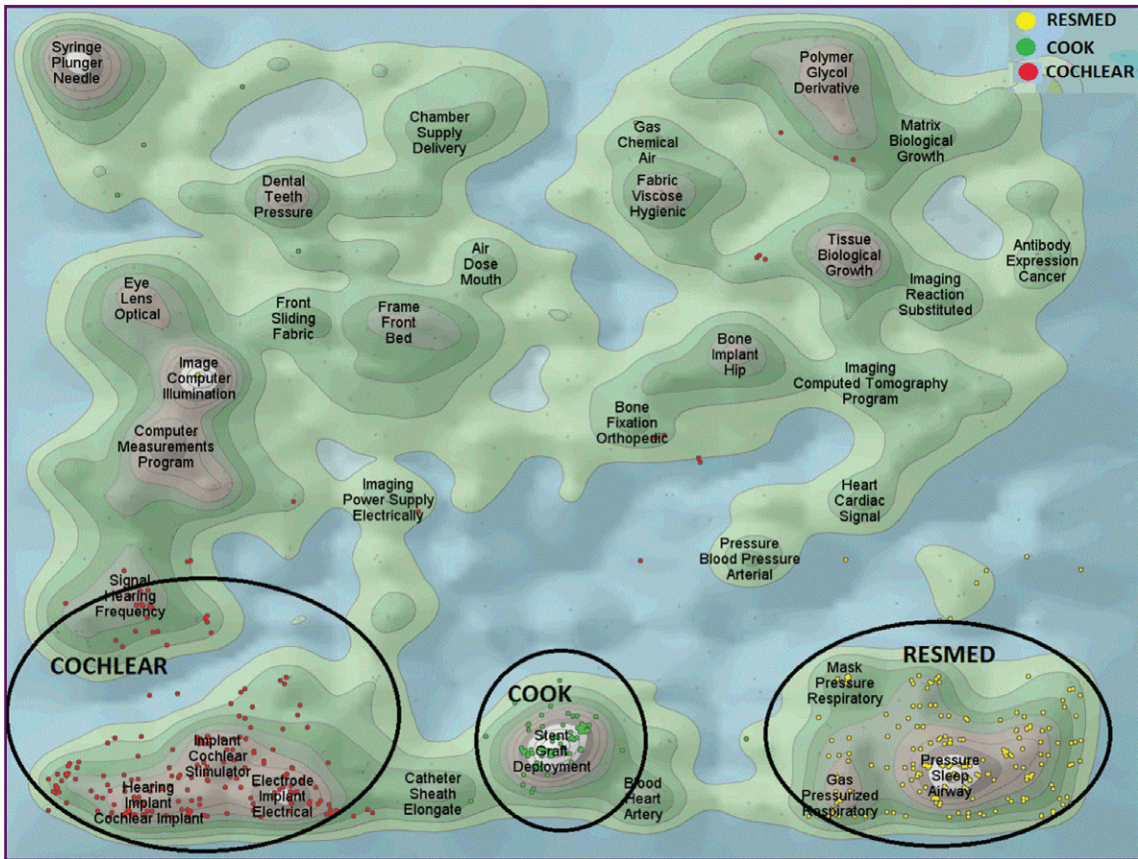 RESMED
COOK
COCHLEAR
Syringe
Plunger
Needle
Polymer
Glycol
Derivative
Chamber
Supply
Delivery
Gas
Chemical
Air
Matrix
Biological
Growth
Dental
Teeth
Pressure
Fabric
Viscose
Hygienic
Air
Dose
Mouth
Tissue
Biological
Growth
Antibody
Expression
Cancer
Eye
Lens
Optical
Front
Sliding
Fabric
Frame
Front
Bed
Imaging
Reaction
Substituted
Image
Computer
Illumination
Bone
Implant
Hip
Imaging
Computed Tomography
Program
Computer
Measurements
Program
Bone
Fixation
Orthopedic
Imaging
Power Supply
Electrically
Heart
Cardiac
Signal
Pressure
Blood Pressure
Arterial
Signal
Hearing
Frequency
COCHLEAR
COOK
RESMED
Mask
Pressure
Respiratory
Implant
Cochlear
Stimulator
Stent
Graft
Deployment
Hearing
Implant
Cochlear Implant
Electrode
Implant
Electrical
Catheter
Sheath
Elongate
Blood
Heart
Artery
Gas
Pressurized
Respiratory
Pressure
Sleep
Airway